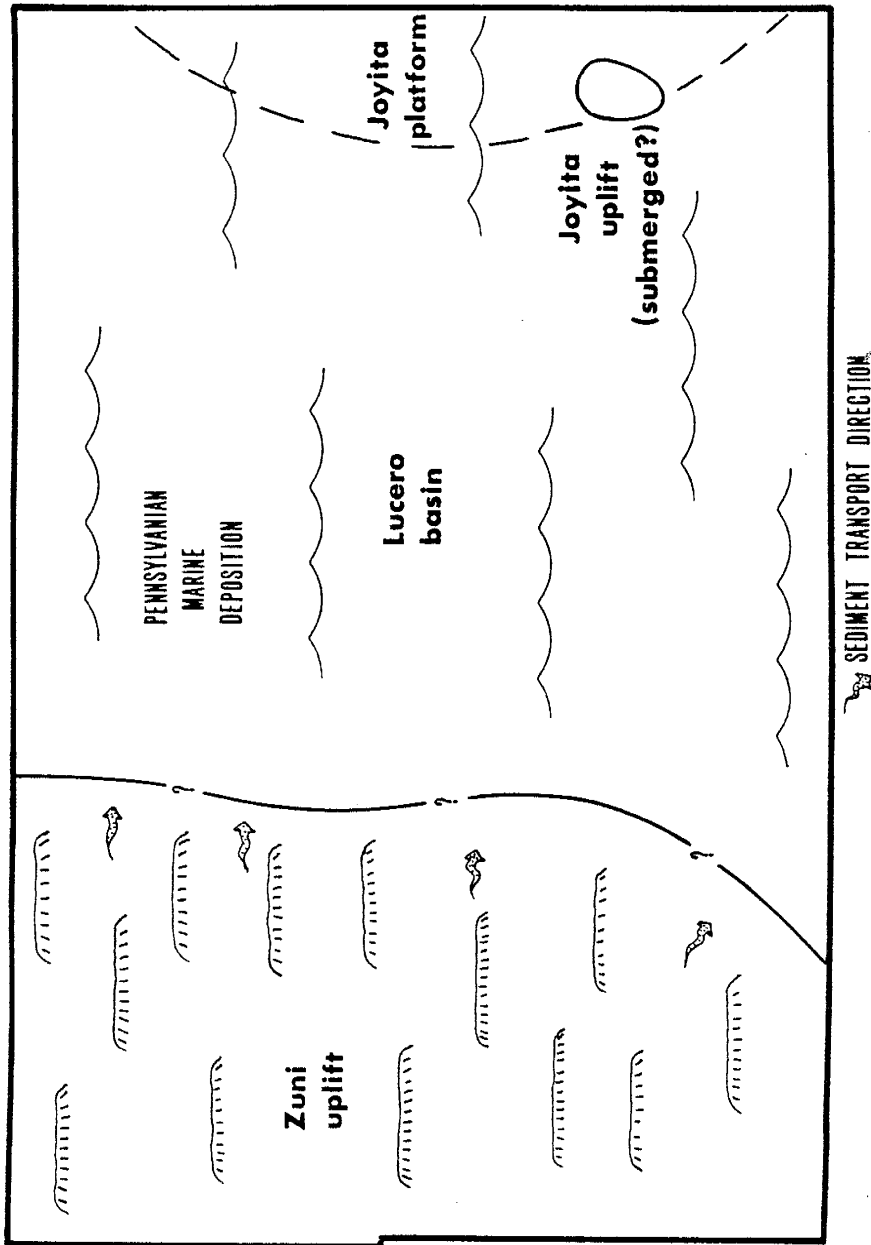 PENNSYLVANIAN
MARINE
DEPOSITION
?
Zuni
uplift
Joyita
platform
Lucero
basin
?
Joyita
uplift
(submerged?)
?
SEDIMENT TRANSPORT DIRECTION